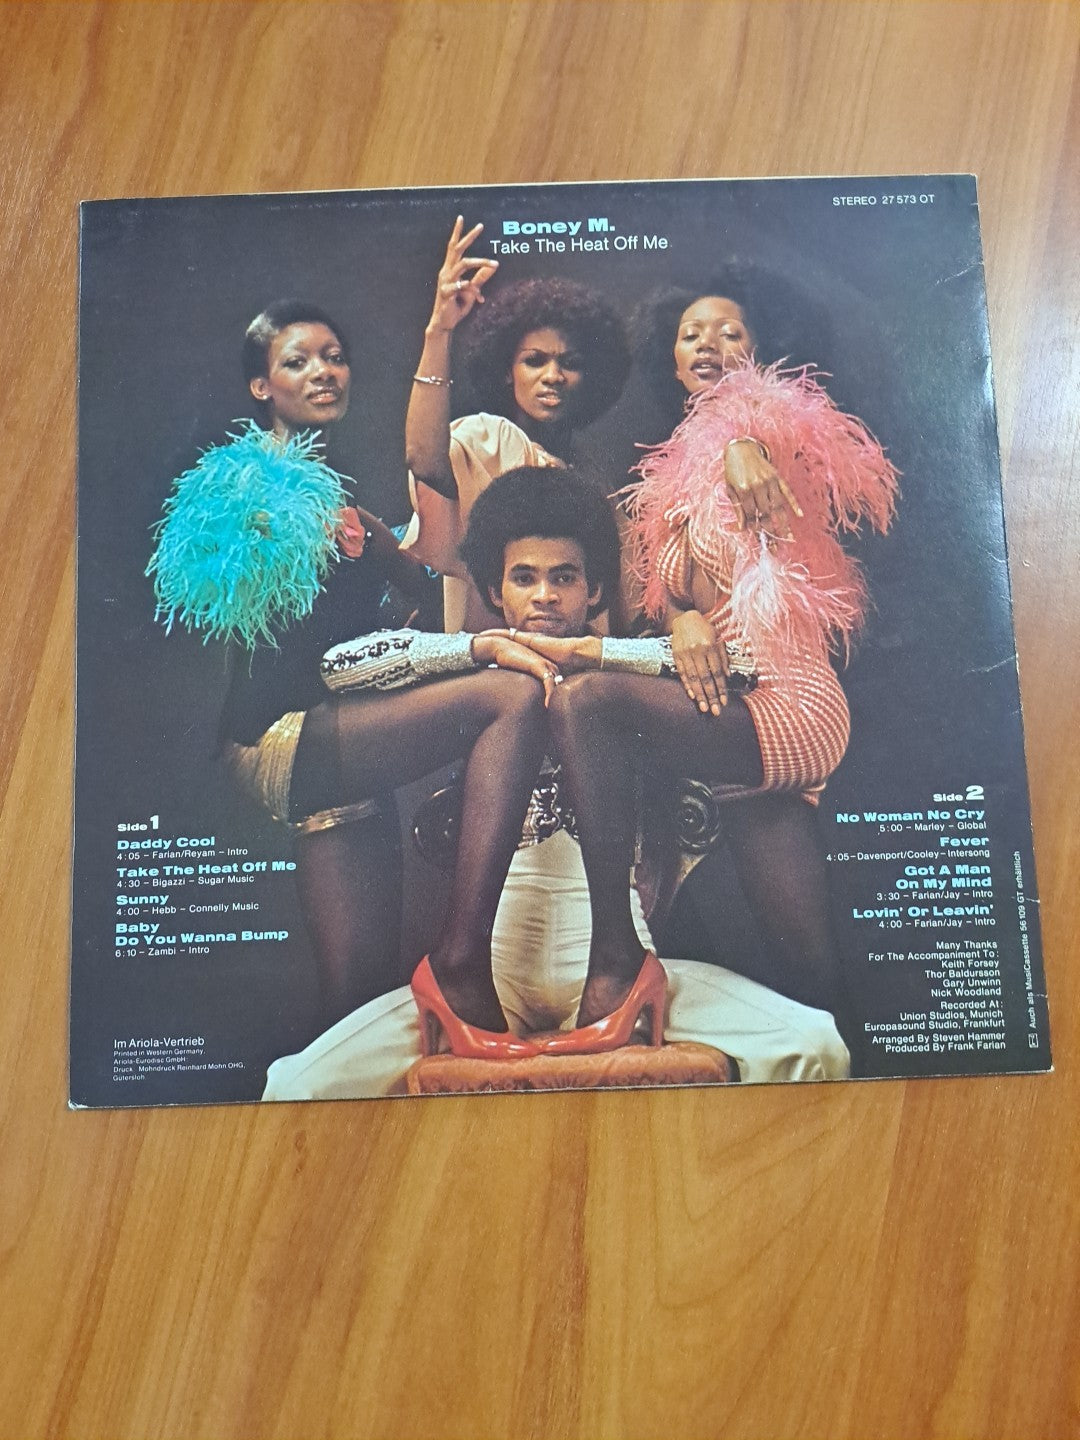 STEREO 27 573 OT
Boney M.
Take The Heat Off Me
Side 1
Daddy Cool
4:05 – Farian/Reyam – Intro
Take The Heat Off Me
4:30 – Bigazzi – Sugar Music
Sunny
4:00 – Hebb – Connelly Music
Baby
Do You Wanna Bump
6:10 – Zambi – Intro
Im Ariola-Vertrieb
Printed in Western Germany.
Ariola-Eurodisc GmbH.
Druck: Mohndruck Reinhard Mohn OHG,
Gütersloh
Side 2
No Woman No Cry
5:00 – Marley – Global
Fever
4:05–Davenport/Cooley–Intersong
Got A Man
On My Mind
3:30 – Farian/Jay – Intro
Lovin' Or Leavin'
4:00 – Farian/Jay – Intro
Many Thanks
For The Accompaniment To:
Keith Forsey
Thor Baldursson
Gary Unwinn
Nick Woodland
Recorded At:
Union Studios, Munich
Europasound Studio, Frankfurt
Arranged By Steven Hammer
Produced By Frank Farian
Auch als MusiCassette 56 109 GT erhältlich